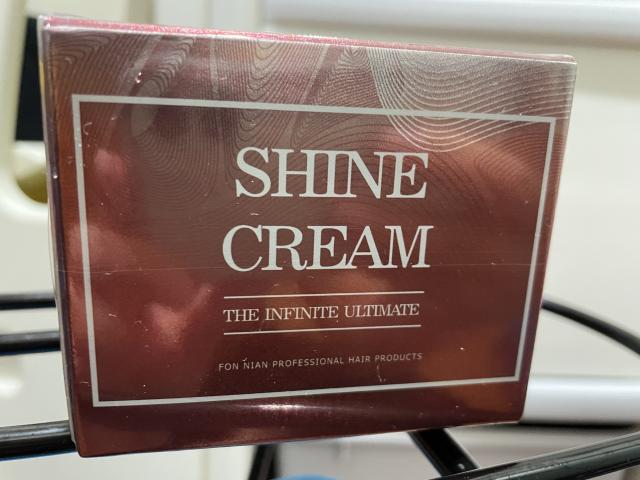 SHINE
CREAM
THE INFINITE ULTIMATE
FON NIAN PROFESSIONAL HAIR PRODUCTS